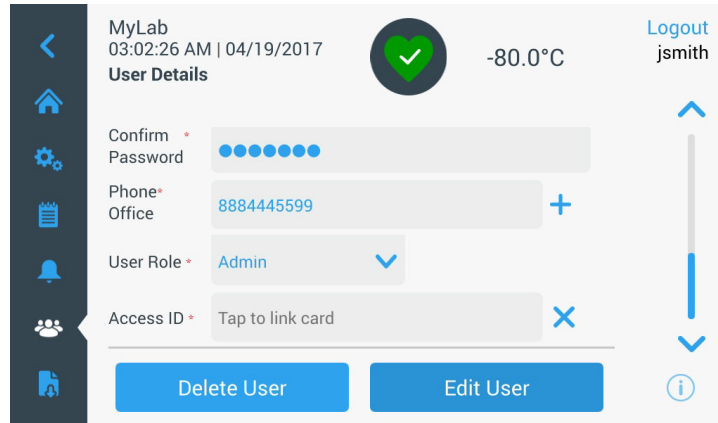 MyLab
03:02:26 AM | 04/19/2017
User Details
-80.0°C
Logout
jsmith
Confirm *
Password
Phone*
Office
8884445599
User Role *
Admin
Access ID *
Tap to link card
Delete User
Edit User